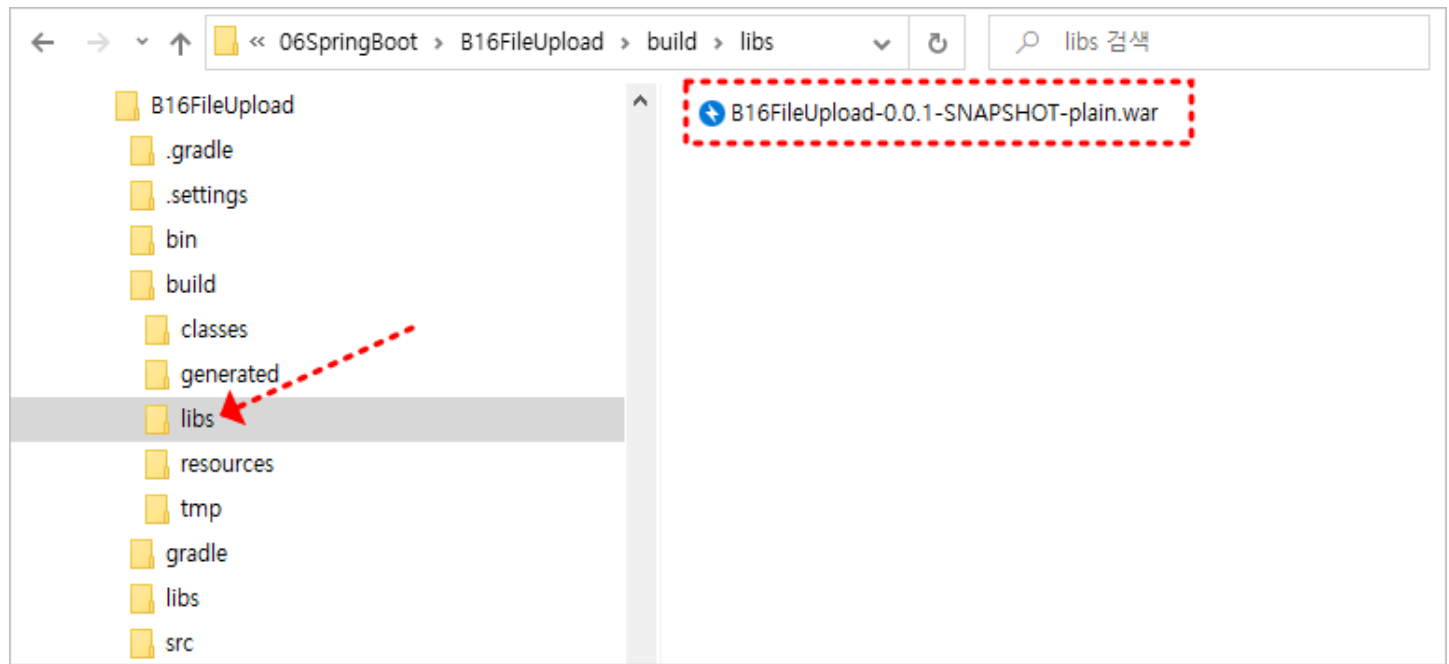 « 06SpringBoot > B16FileUpload > build > libs
libs 검색
B16FileUpload
.gradle
.settings
bin
build
classes
generated
libs
resources
tmp
gradle
libs
src
B16FileUpload-0.0.1-SNAPSHOT-plain.war